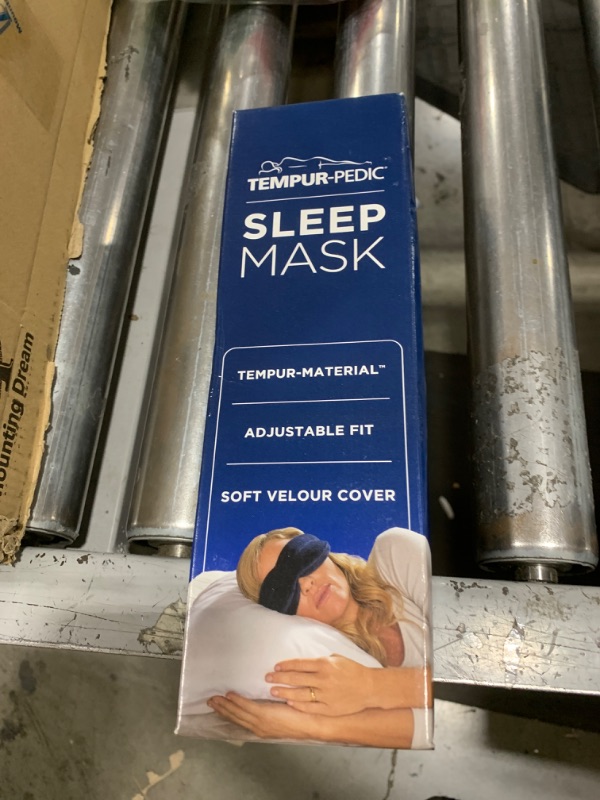 TEMPUR-PEDIC
SLEEP
MASK
TEMPUR-MATERIAL™
ADJUSTABLE FIT
SOFT VELOUR COVER
ounting Dream